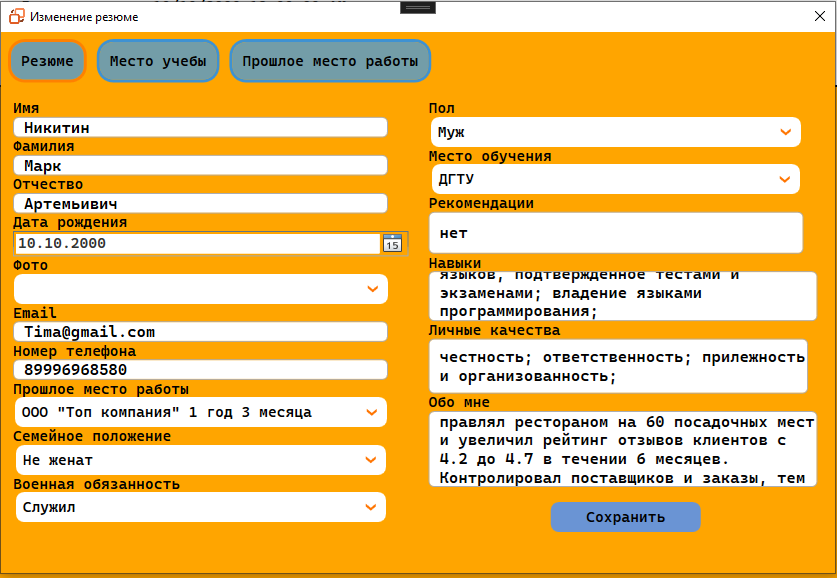 Изменение резюме
Резюме
Место учебы
Прошлое место работы
Имя
Никитин
Фамилия
Марк
Отчество
Артемьивич
Дата рождения
10.10.2000
15
Фото
Email
Tima@gmail.com
Номер телефона
89996968580
Прошлое место работы
ООО "Топ компания" 1 год 3 месяца
Семейное положение
Не женат
Военная обязанность
Служил
Пол
Муж
Место обучения
ДГТУ
Рекомендации
нет
Навыки
языков, подтвержденное тестами и
экзаменами; владение языками
программирования;
Личные качества
честность; ответственность; прилежность
и организованность;
Обо мне
правлял рестораном на 60 посадочных мест
и увеличил рейтинг отзывов клиентов с
4.2 до 4.7 в течении 6 месяцев.
Контролировал поставщиков и заказы, тем
Сохранить